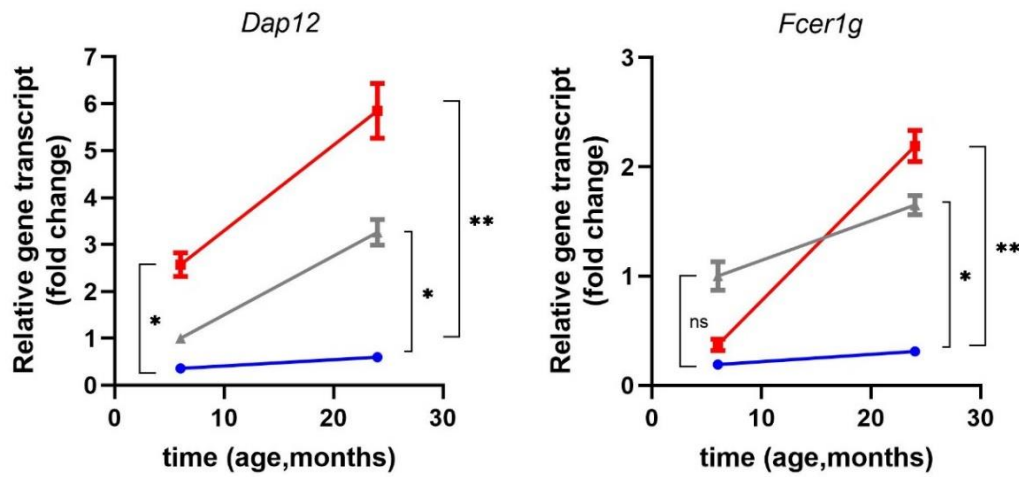 Dap12
Relative gene transcript
(fold change)
7
6
5
4
3
2
1
0
*
*
**
0
10
20
30
time (age,months)
Fcer1g
Relative gene transcript
(fold change)
3
2
1
0
ns
*
**
0
10
20
30
time (age,months)